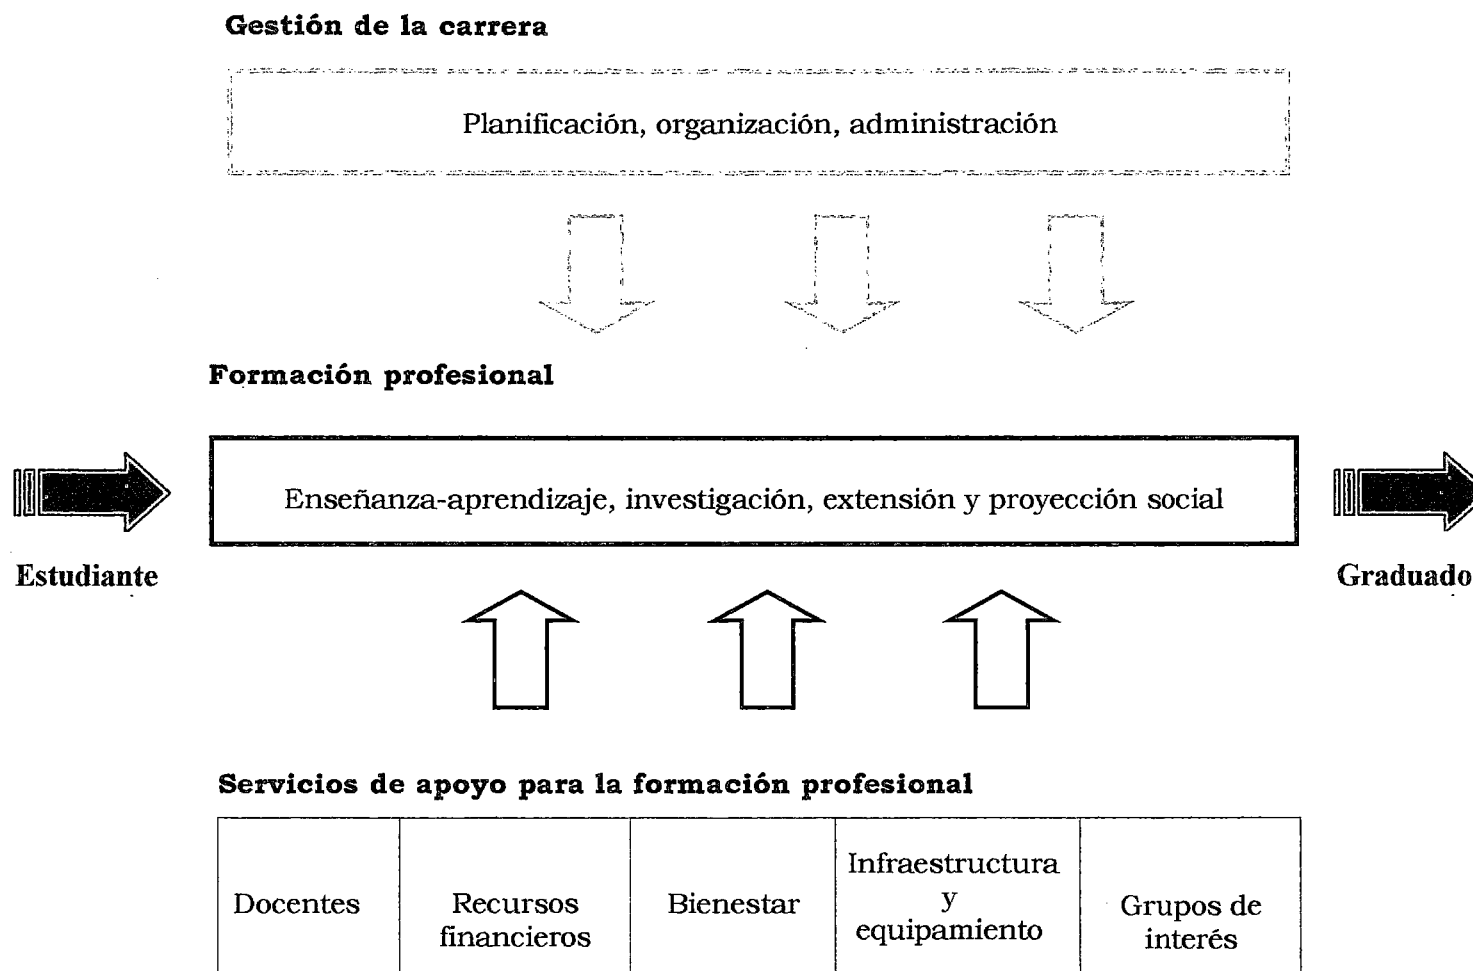 Gestión de la carrera
Planificación, organización, administración
Formación profesional
Enseñanza-aprendizaje, investigación, extensión y proyección social
Estudiante
Graduado
Servicios de apoyo para la formación profesional
Docentes
Recursos
financieros
Bienestar
Infraestructura
y
equipamiento
Grupos de
interés